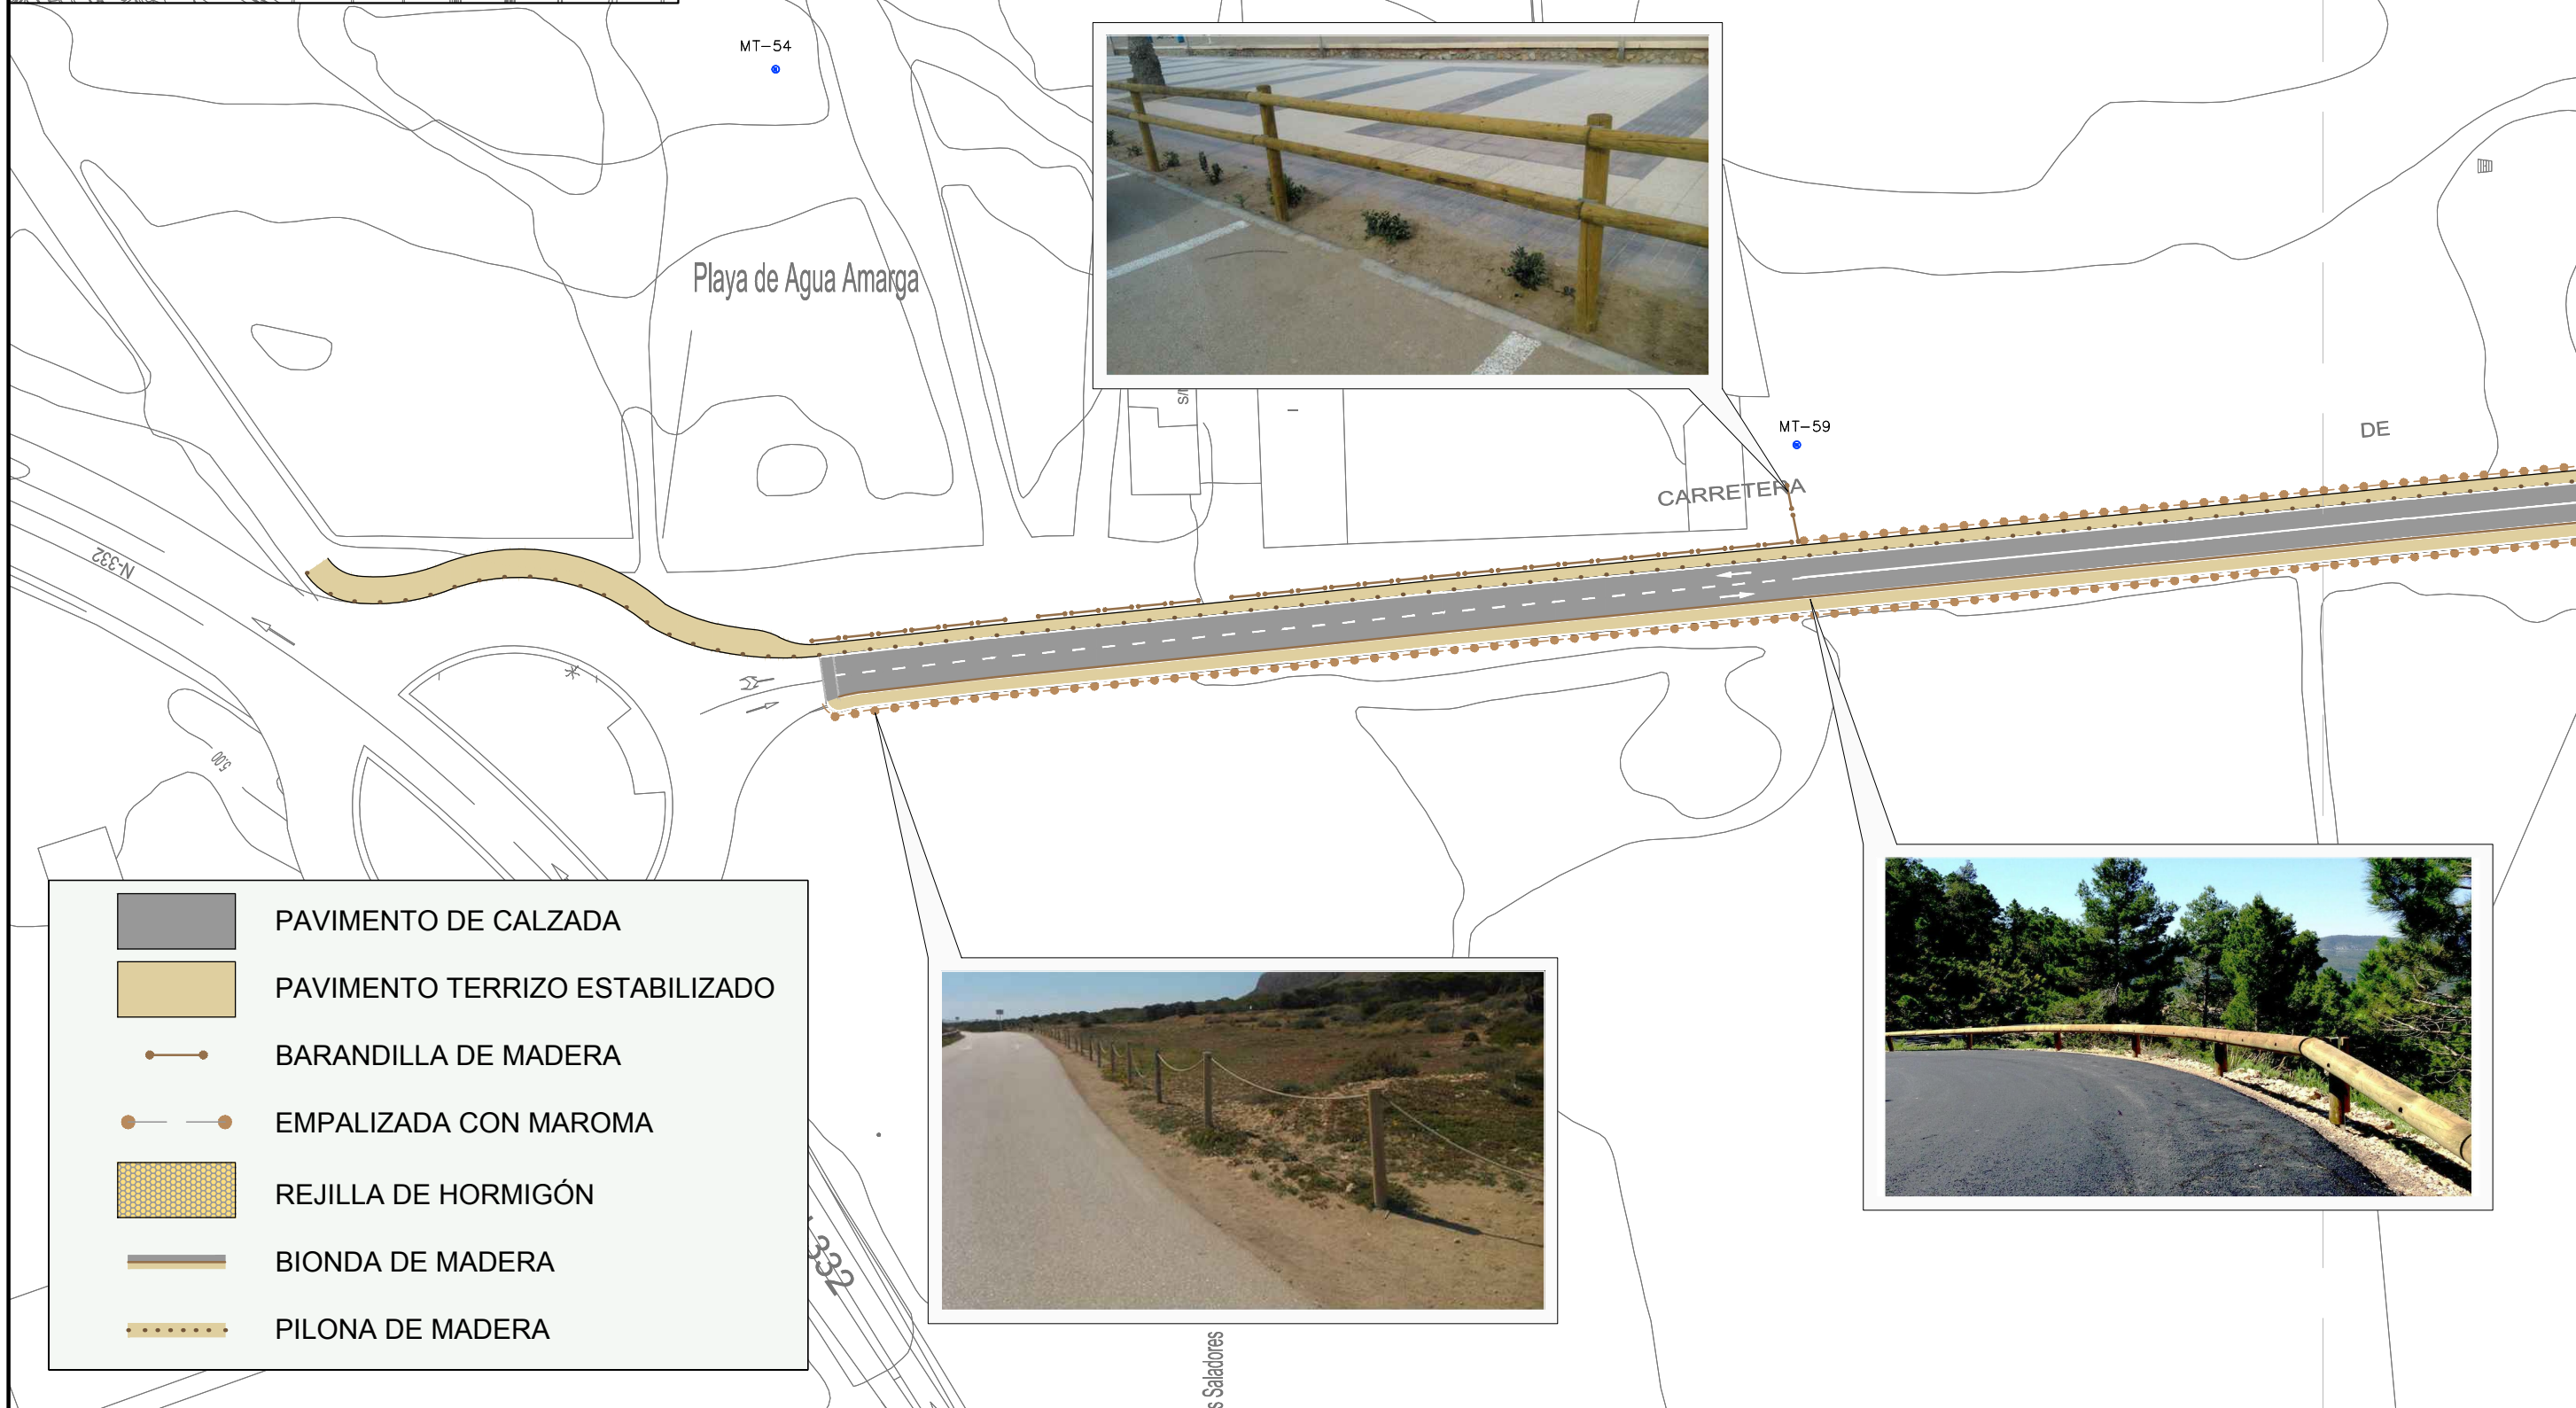 MT-54
Playa de Agua Amarga
MT-59
DE
CARRETERA
N-332
5,00
PAVIMENTO DE CALZADA
PAVIMENTO TERRIZO ESTABILIZADO
BARANDILLA DE MADERA
EMPALIZADA CON MAROMA
REJILLA DE HORMIGÓN
BIONDA DE MADERA
PILONA DE MADERA
332
s Saladores